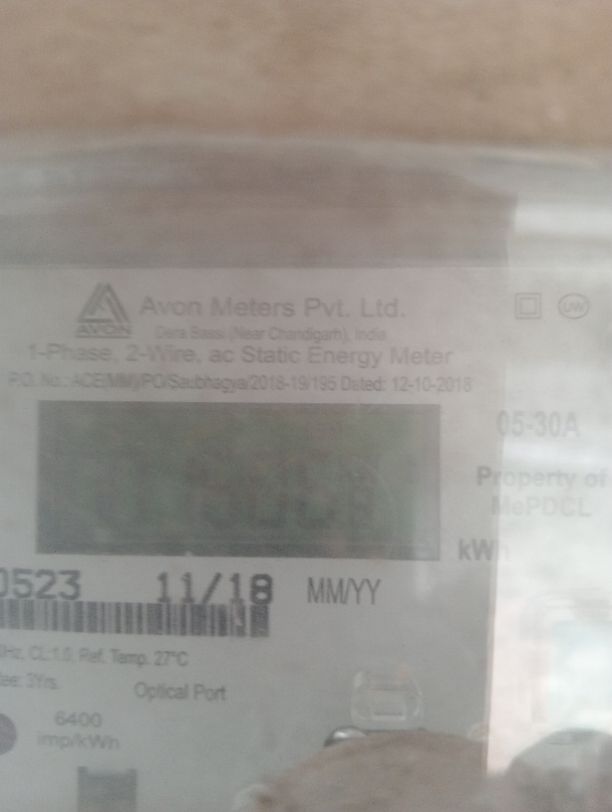 AVON
Avon Meters Pvt. Ltd.
Dera Bassi (Near Chandigarh), India
1-Phase, 2-Wire, ac Static Energy Meter
P.O. No.: ACE(MM)/PO/Saubhagya/2018-19/195 Dated: 12-10-2018
05-30A
Property of
MePDCL
kWh
0523 11/18 MM/YY
Hz, CL:1.0, Ref. Temp. 27°C
3Yrs.
Optical Port
6400
imp/kWh